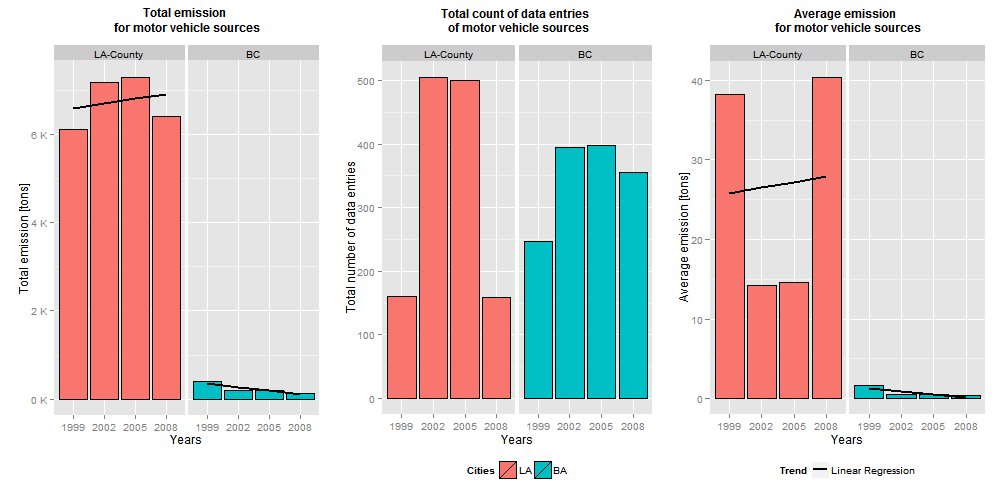 Total emission
for motor vehicle sources
LA-County BC
Total emission [tons]
6 K
4 K
2 K
0 K
1999 2002 2005 2008 1999 2002 2005 2008
Years
Total count of data entries
of motor vehicle sources
LA-County BC
Total number of data entries
500
400
300
200
100
0
1999 2002 2005 2008 1999 2002 2005 2008
Years
Cities LA BA
Average emission
for motor vehicle sources
LA-County BC
Average emission [tons]
40
30
20
10
0
1999 2002 2005 2008 1999 2002 2005 2008
Years
Trend Linear Regression